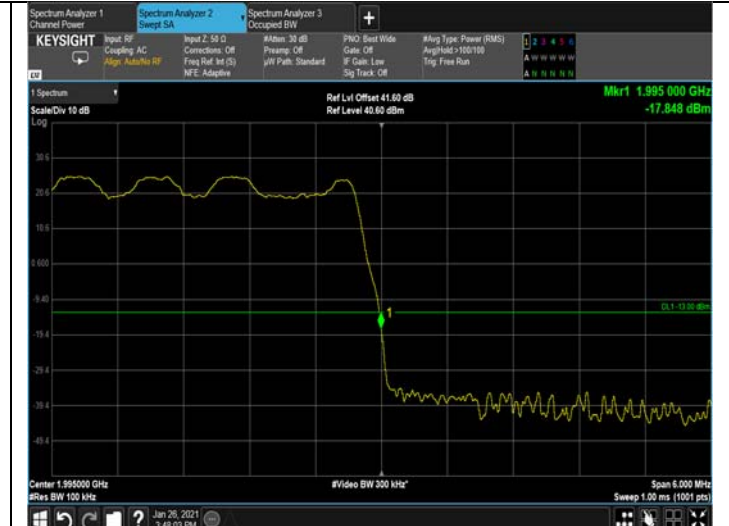 Spectrum Analyzer 1
Channel Power
Spectrum Analyzer 2
Swept SA
Spectrum Analyzer 3
Occupied BW
+
KEYSIGHT
LXI
Input: RF
Coupling: AC
Align: Auto/No RF
Input Z: 50 Ω
Corrections: Off
Freq Ref: Int (S)
NFE: Adaptive
#Atten: 30 dB
Preamp: Off
µW Path: Standard
PNO: Best Wide
Gate: Off
IF Gain: Low
Sig Track: Off
#Avg Type: Power (RMS)
Avg|Hold:>100/100
Trig: Free Run
1 2 3 4 5 6
A W W W W W
A N N N N N
1 Spectrum
Scale/Div 10 dB
Log
Ref Lvl Offset 41.60 dB
Ref Level 40.60 dBm
Mkr1 1.995 000 GHz
-17.848 dBm
30.6
20.6
0.600
-9.40
DL1 -13.00 dBm
1
-19.4
-29.4
-39.4
-49.4
Center 1.995000 GHz
#Res BW 100 kHz
#Video BW 300 kHz*
Span 6.000 MHz
Sweep 1.00 ms (1001 pts)
?
Jan 26, 2021
3:48:03 PM